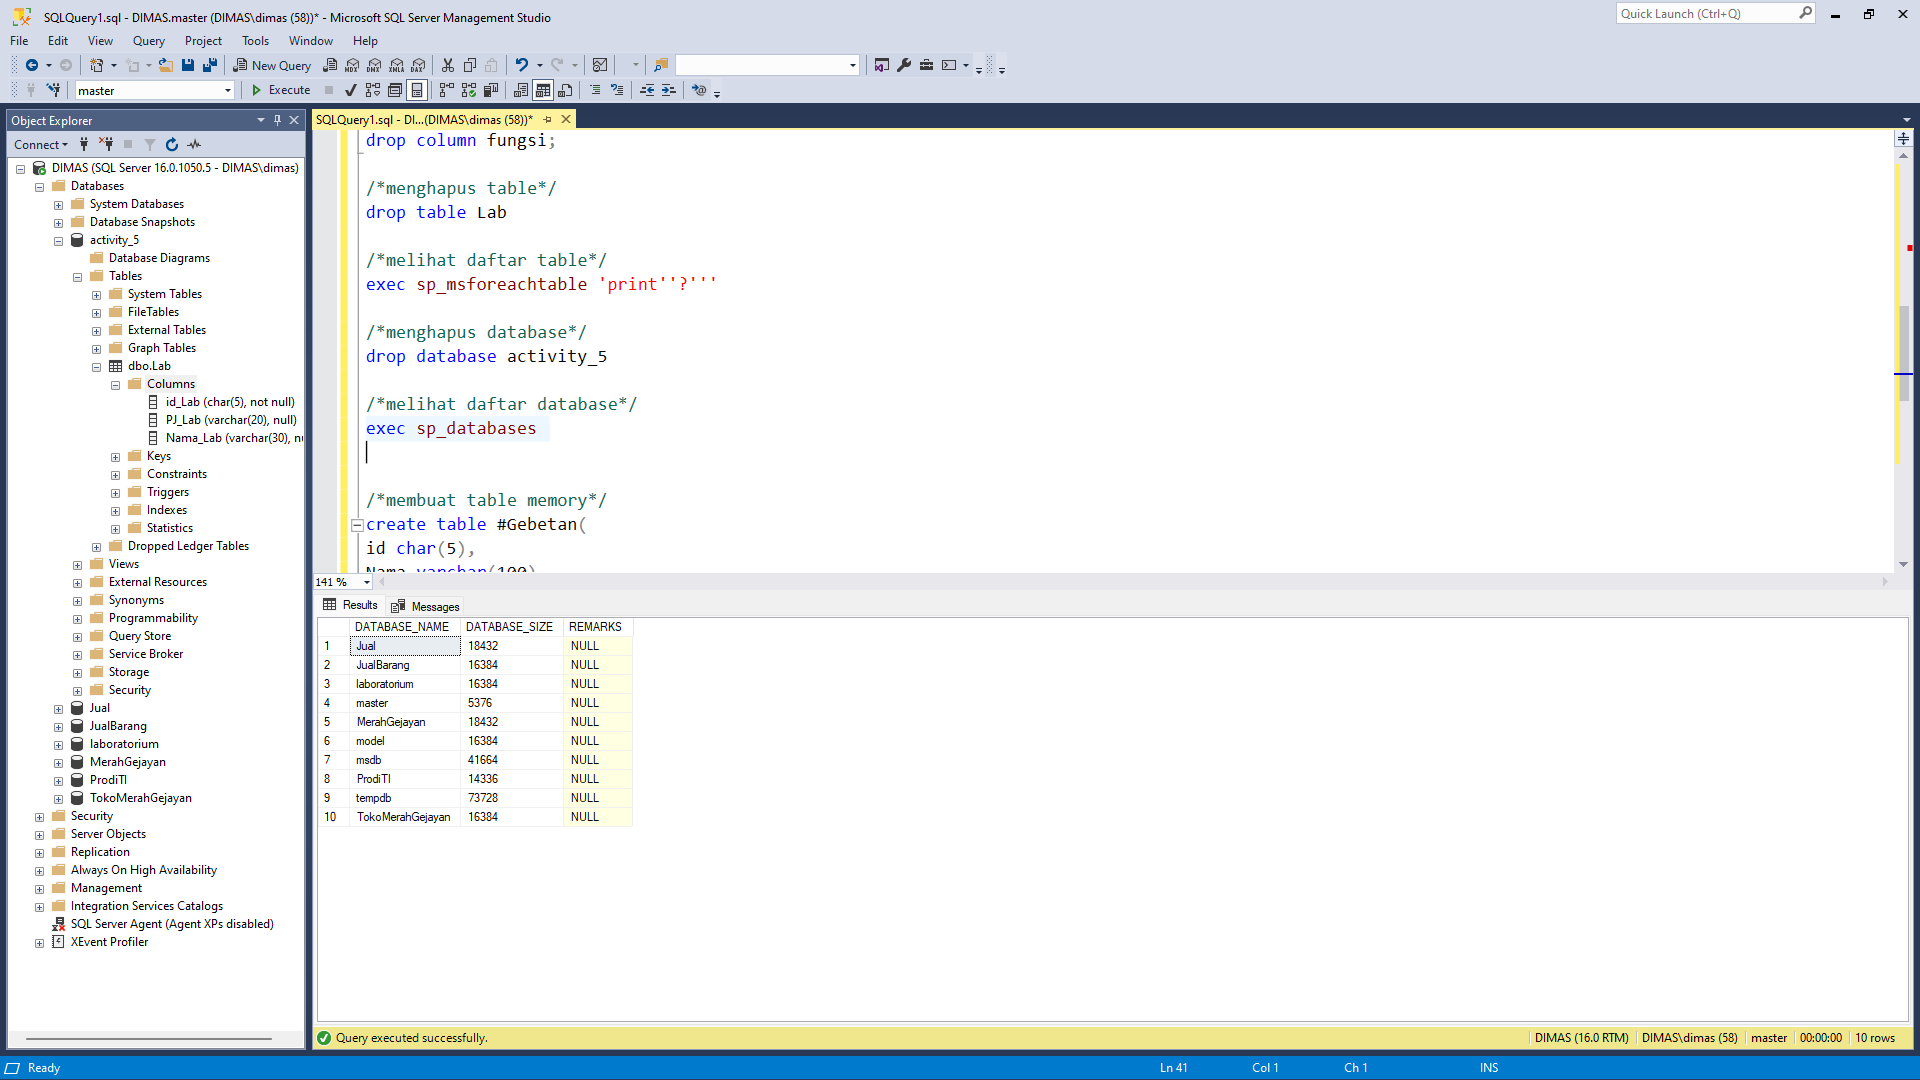 SQLQuery1.sql - DIMAS.master (DIMAS\dimas (58))* - Microsoft SQL Server Management Studio
Quick Launch (Ctrl+Q)
File Edit View Query Project Tools Window Help
New Query
MDX DMX XMLA DAX
master
Execute
Object Explorer
Connect
DIMAS (SQL Server 16.0.1050.5 - DIMAS\dimas)
Databases
System Databases
Database Snapshots
activity_5
Database Diagrams
Tables
System Tables
FileTables
External Tables
Graph Tables
dbo.Lab
Columns
id_Lab (char(5), not null)
PJ_Lab (varchar(20), null)
Nama_Lab (varchar(30), nu
Keys
Constraints
Triggers
Indexes
Statistics
Dropped Ledger Tables
Views
External Resources
Synonyms
Programmability
Query Store
Service Broker
Storage
Security
Jual
JualBarang
laboratorium
MerahGejayan
ProdiTI
TokoMerahGejayan
Security
Server Objects
Replication
Always On High Availability
Management
Integration Services Catalogs
SQL Server Agent (Agent XPs disabled)
XEvent Profiler
SQLQuery1.sql - DI...(DIMAS\dimas (58))*
drop column fungsi;
/*menghapus table*/
drop table Lab
/*melihat daftar table*/
exec sp_msforeachtable 'print''?'''
/*menghapus database*/
drop database activity_5
/*melihat daftar database*/
exec sp_databases
/*membuat table memory*/
create table #Gebetan(
id char(5),
Nama varchar(100)
141 %
Results Messages
DATABASE_NAME DATABASE_SIZE REMARKS
1 Jual 18432 NULL
2 JualBarang 16384 NULL
3 laboratorium 16384 NULL
4 master 5376 NULL
5 MerahGejayan 18432 NULL
6 model 16384 NULL
7 msdb 41664 NULL
8 ProdiTI 14336 NULL
9 tempdb 73728 NULL
10 TokoMerahGejayan 16384 NULL
Query executed successfully.
DIMAS (16.0 RTM) DIMAS\dimas (58) master 00:00:00 10 rows
Ready
Ln 41 Col 1 Ch 1 INS